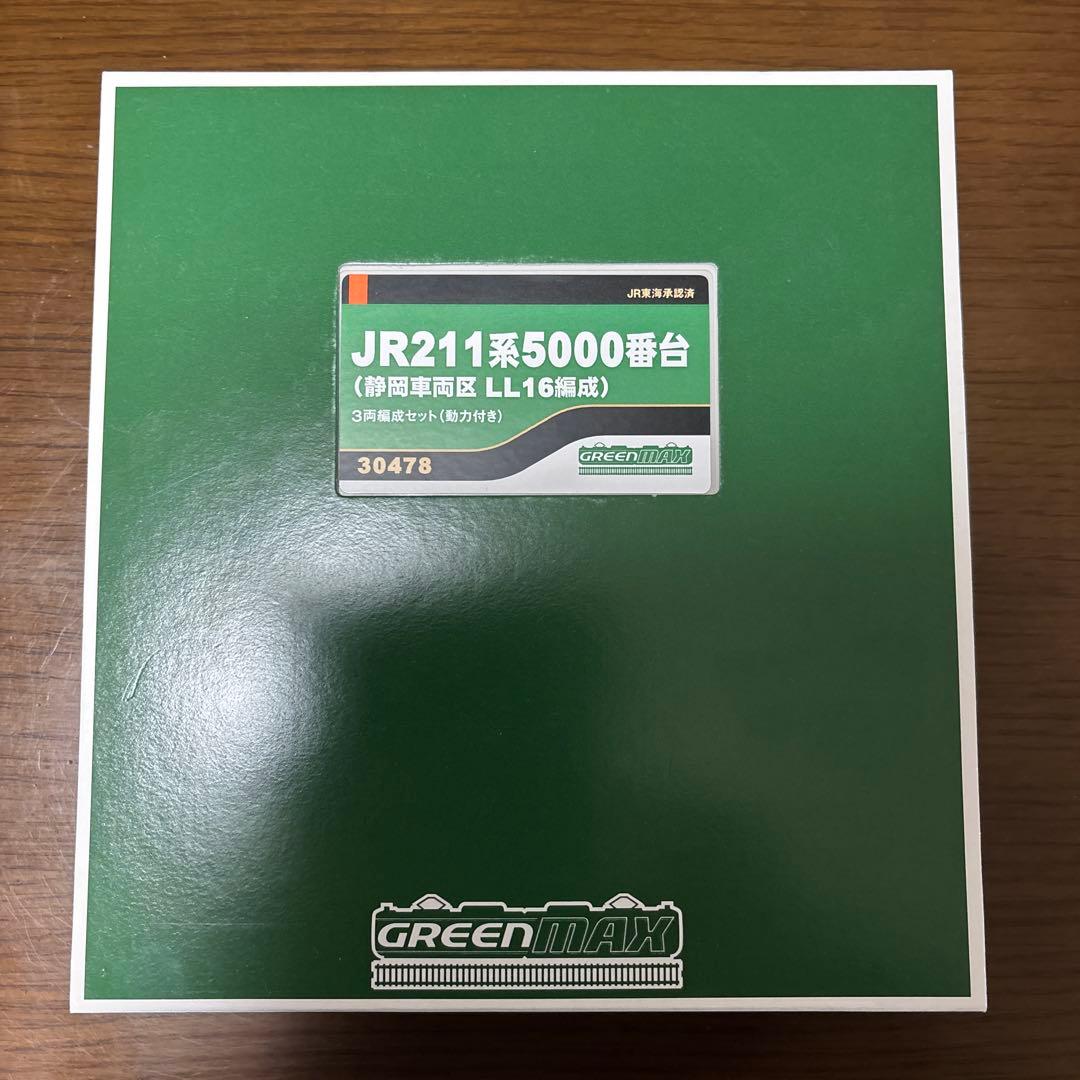 JR東海承認済
JR211系5000番台
(静岡車両区 LL16編成)
3両編成セット(動力付き)
30478
GREENMAX
GREENMAX